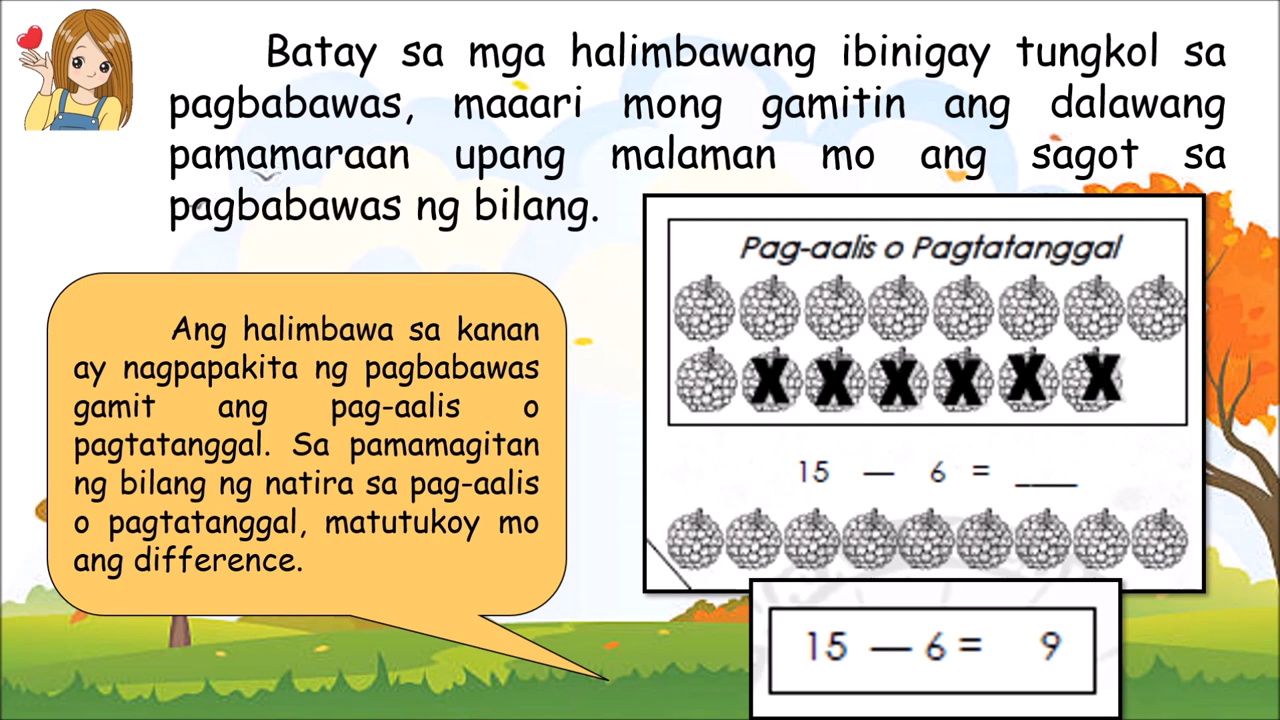 Batay sa mga halimbawang ibinigay tungkol sa
pagbabawas, maaari mong gamitin ang dalawang
pamamaraan upang malaman mo ang sagot sa
pagbabawas ng bilang.
Ang halimbawa sa kanan
ay nagpapakita ng pagbabawas
gamit ang pag-aalis o
pagtatanggal. Sa pamamagitan
ng bilang ng natira sa pag-aalis
o pagtatanggal, matutukoy mo
ang difference.
Pag-aalis o Pagtatanggal
X X X X X X
15 — 6 = ____
15 — 6 = 9